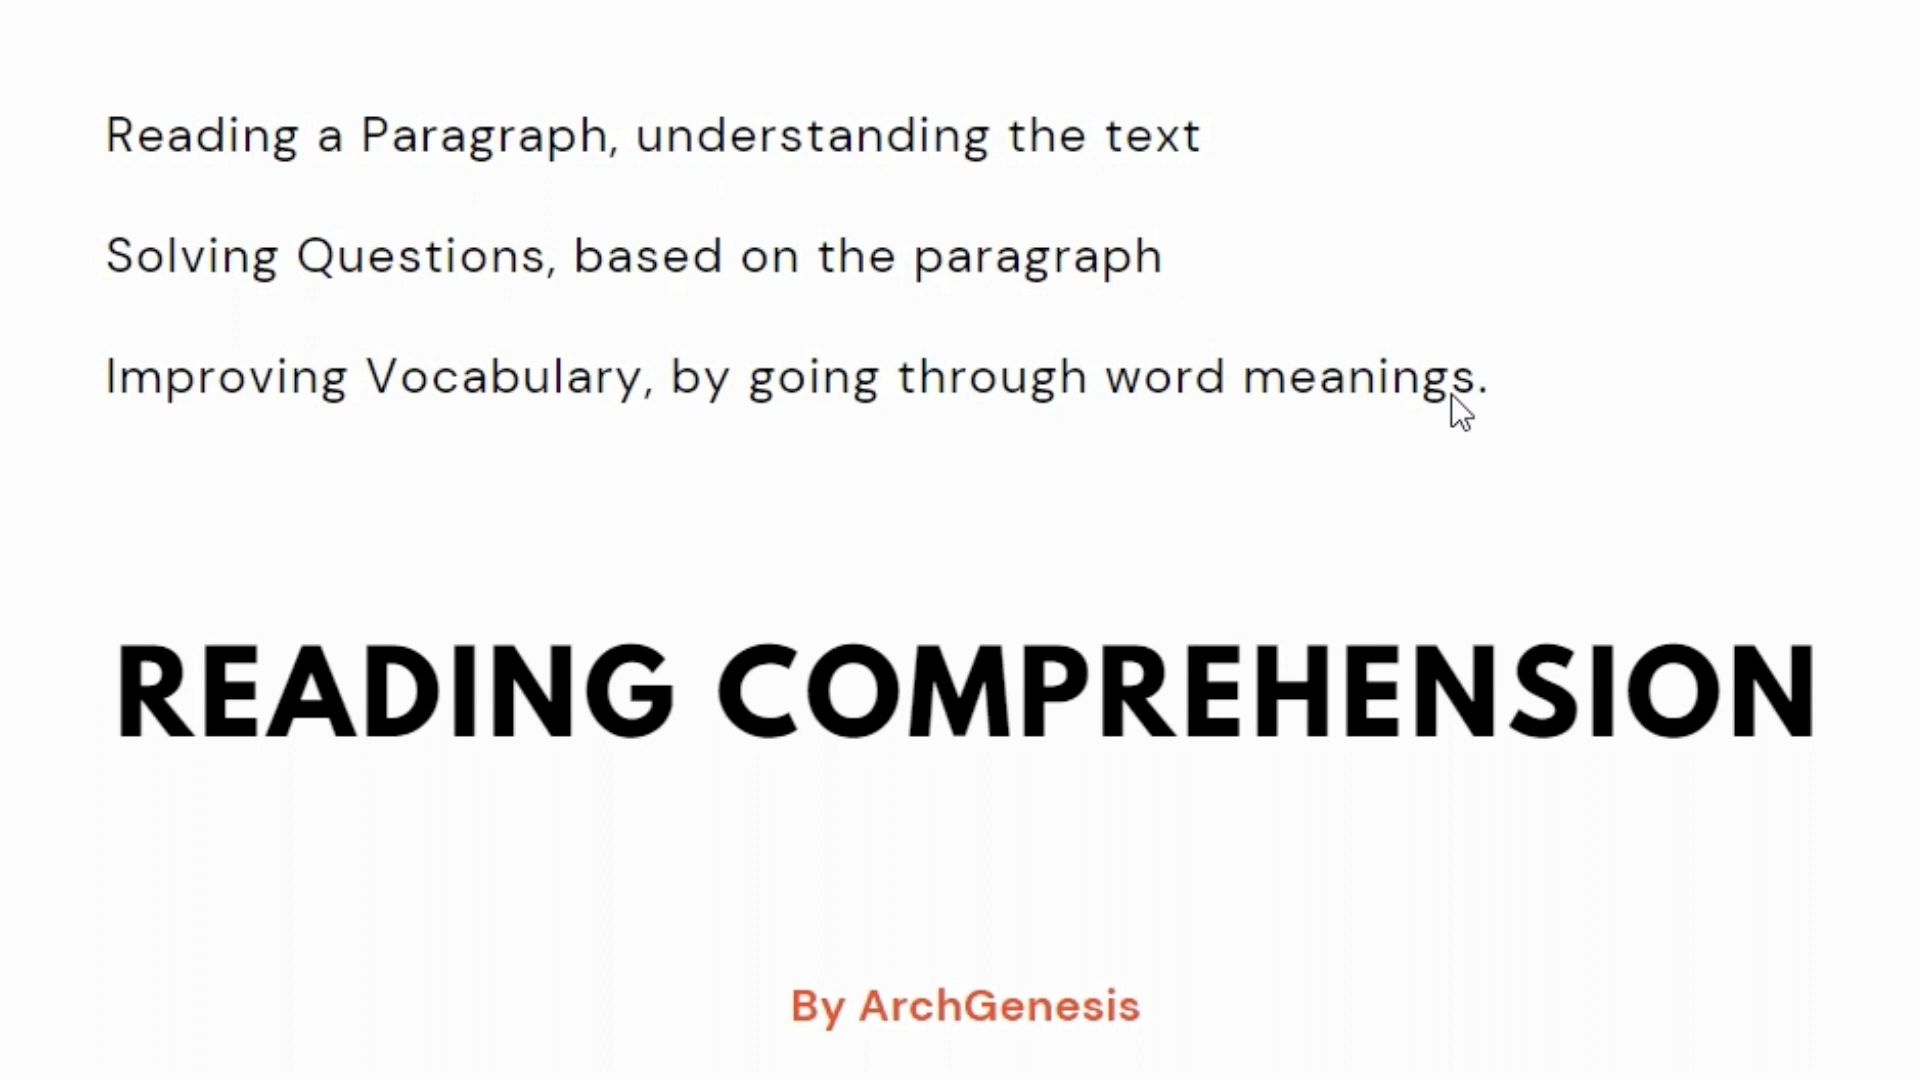 Reading a Paragraph, understanding the text
Solving Questions, based on the paragraph
Improving Vocabulary, by going through word meanings.
READING COMPREHENSION
By ArchGenesis